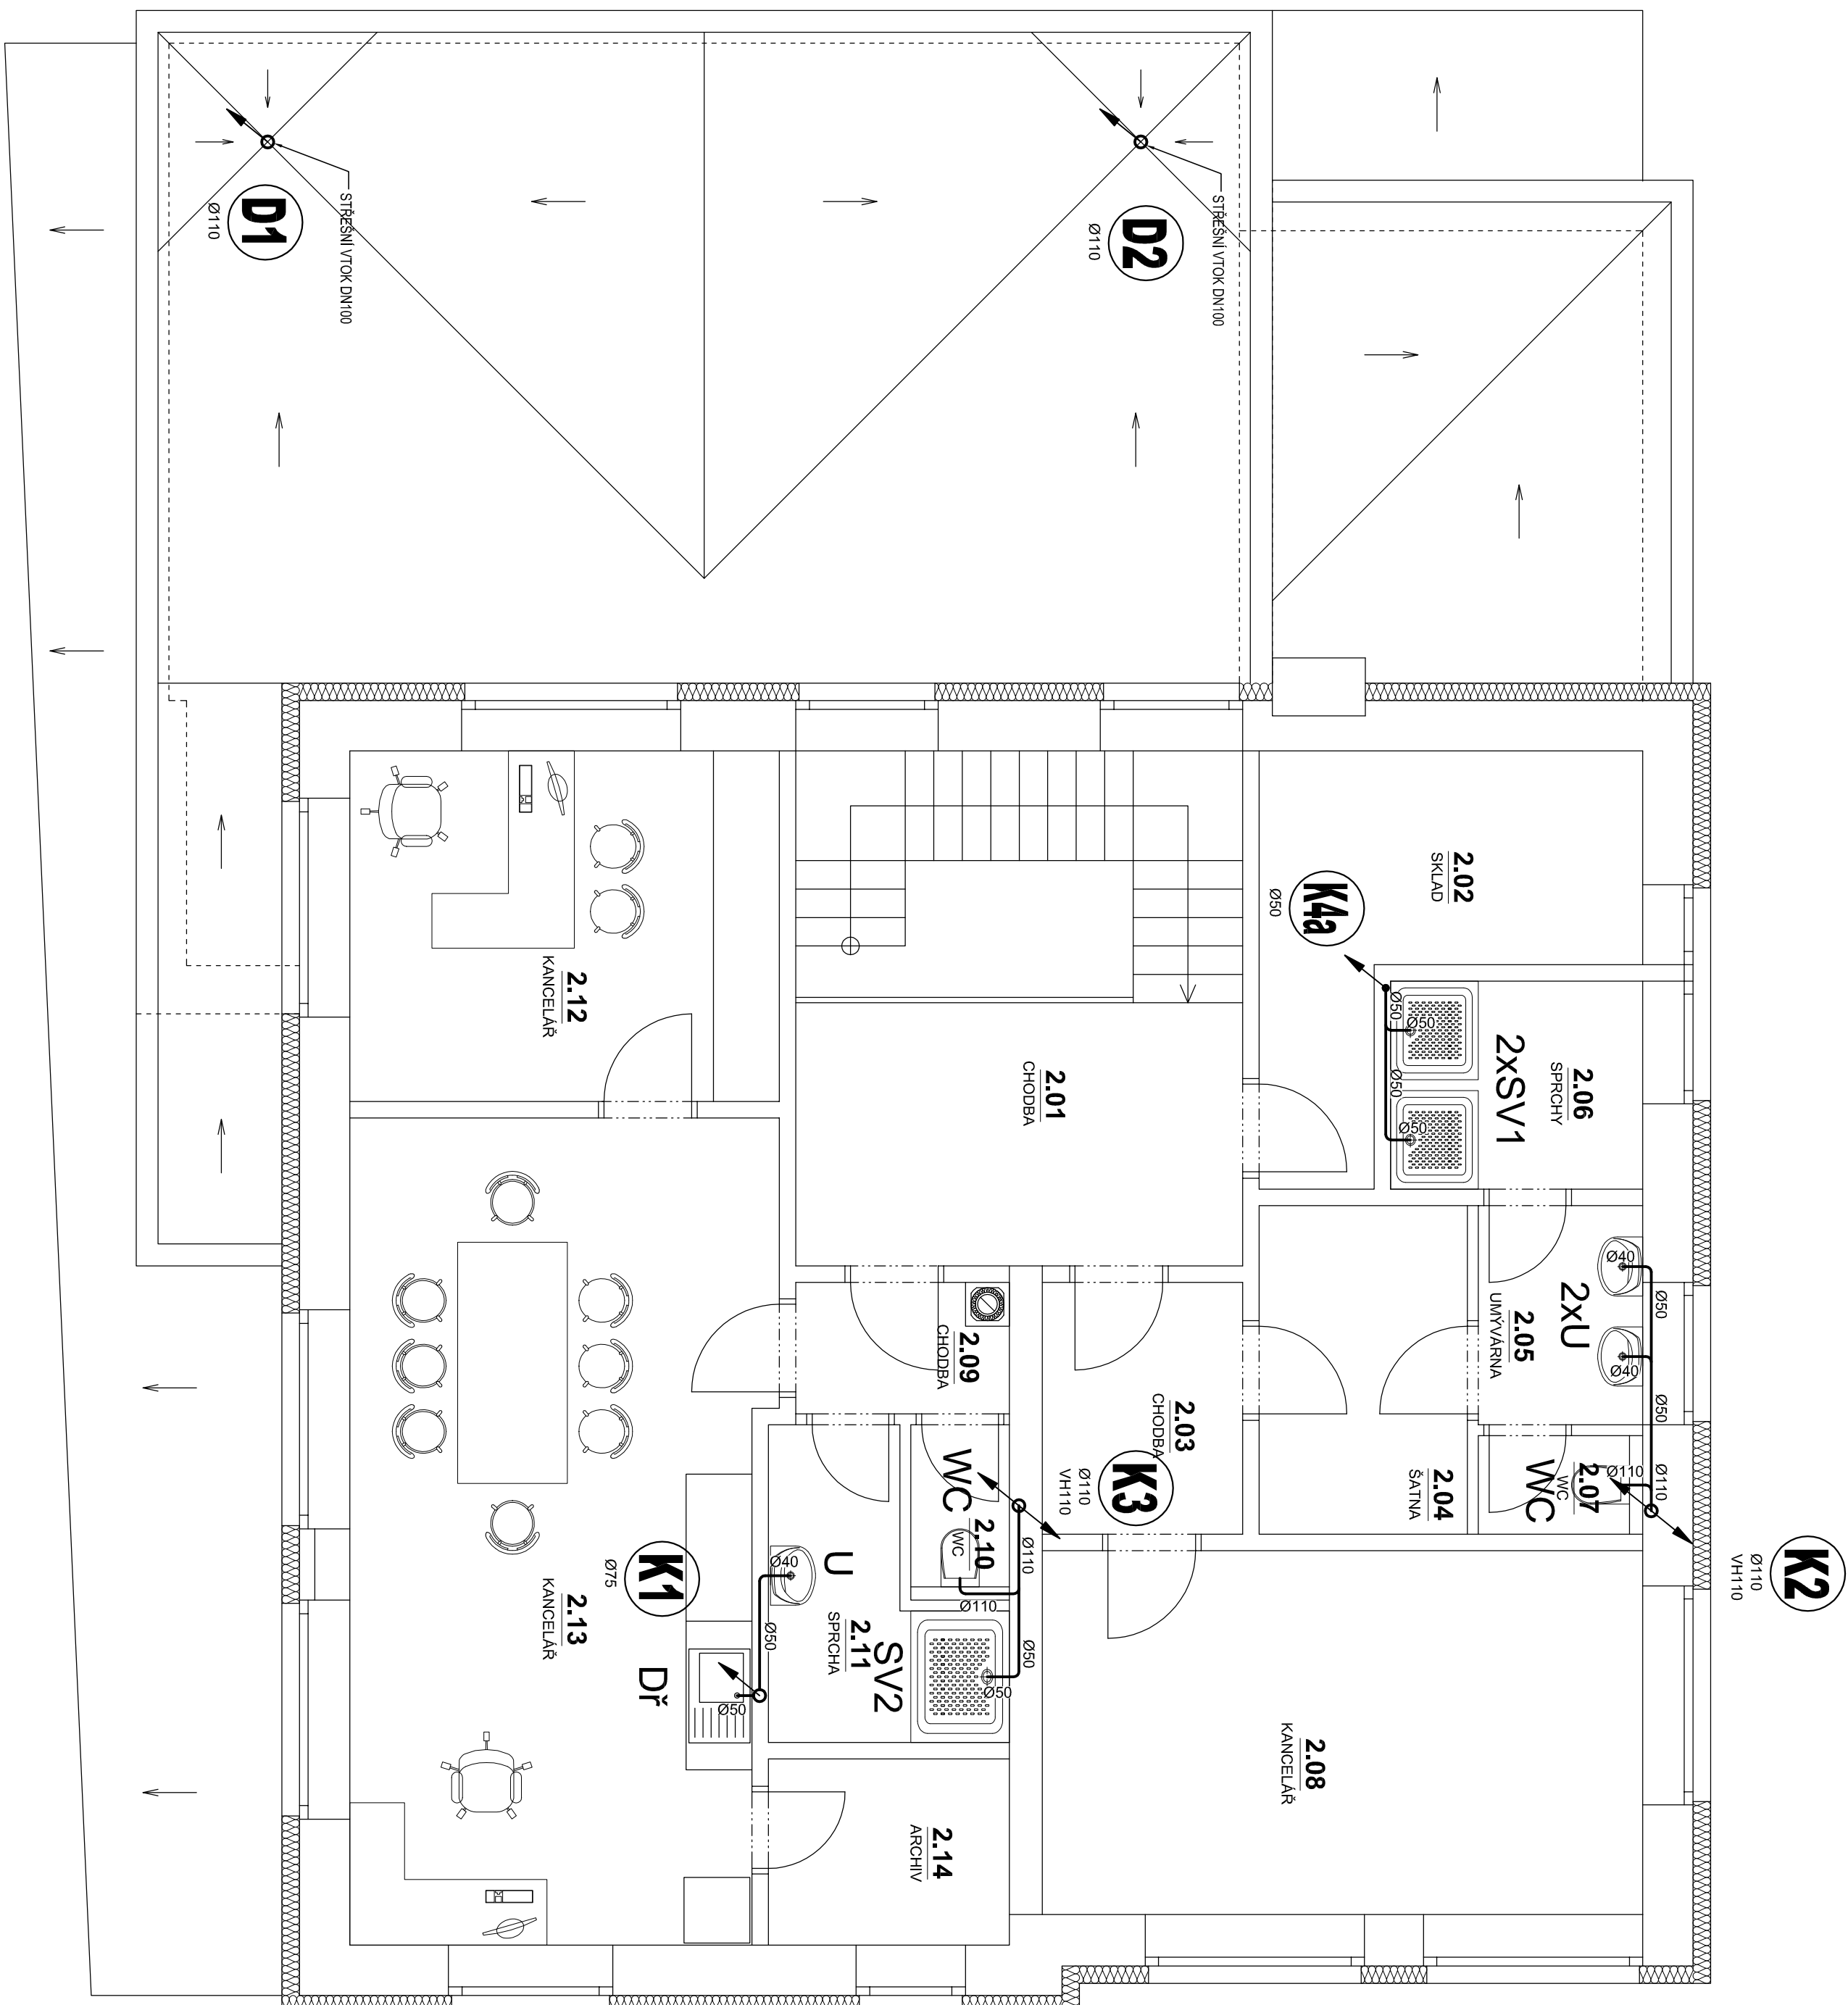 D1
Ø110
STŘEŠNÍ VTOK DN100
D2
Ø110
STŘEŠNÍ VTOK DN100
2.02
SKLAD
K4a
Ø50
Ø50
Ø50
Ø50
Ø50
2xSV1
2.06
SPRCHY
2.12
KANCELÁŘ
2.01
CHODBA
2xU
2.05
UMÝVÁRNA
Ø40
Ø50
Ø40
Ø50
2.09
CHODBA
2.03
CHODBA
K3
Ø110
VH110
2.04
ŠATNA
2.07
WC
WC
Ø110
Ø110
K2
Ø110
VH110
WC
2.10
WC
Ø110
Ø110
Ø50
Ø50
K1
Ø75
2.13
KANCELÁŘ
U
Ø40
Ø50
2.11
SPRCHA
SV2
Dř
Ø50
2.08
KANCELÁŘ
2.14
ARCHIV